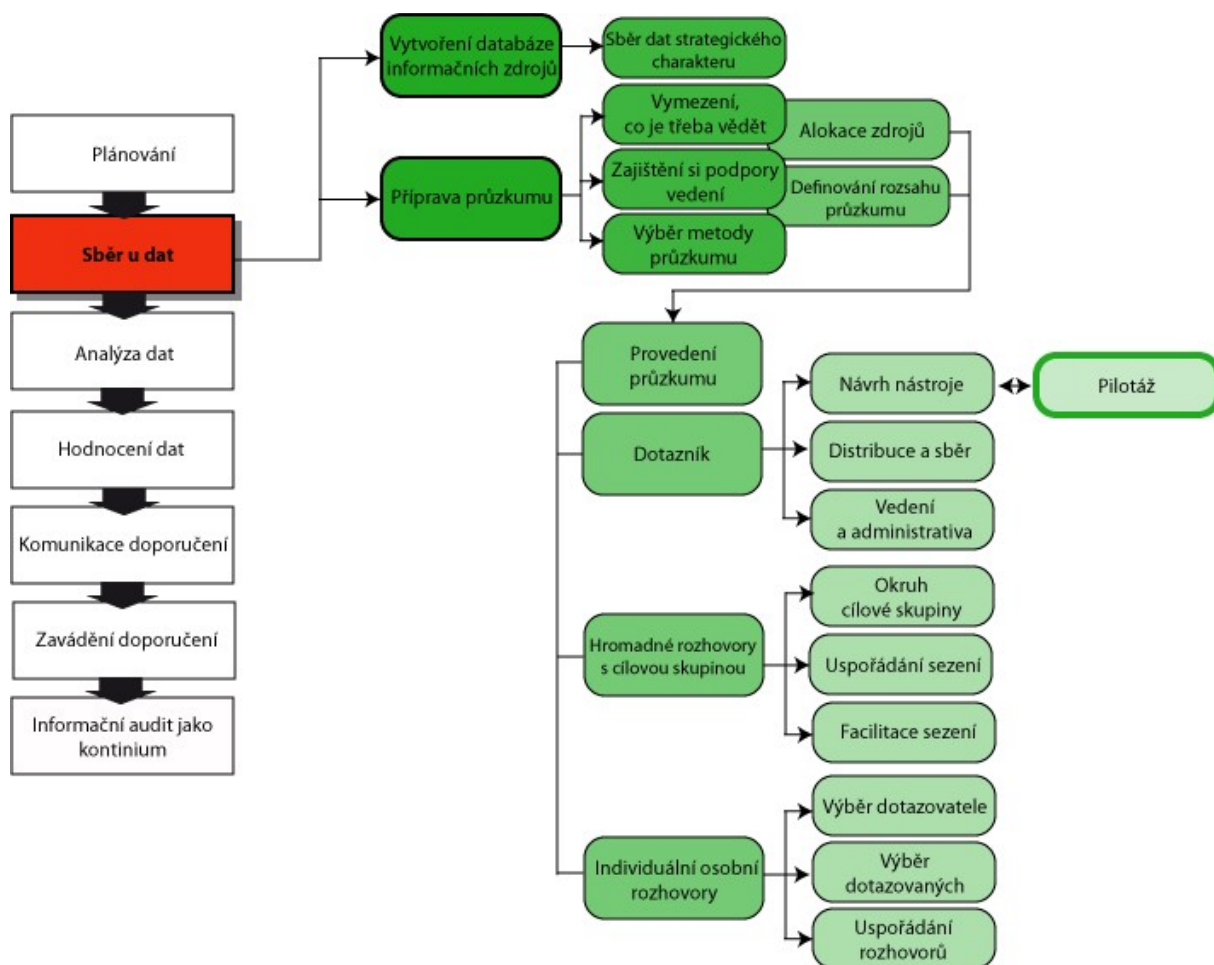 Plánování
Sběr u dat
Analýza dat
Hodnocení dat
Komunikace doporučení
Zavádění doporučení
Informační audit jako
kontinium
Vytvoření databáze
informačních zdrojů
Sběr dat strategického
charakteru
Příprava průzkumu
Vymezení,
co je třeba vědět
Zajištění si podpory
vedení
Výběr metody
průzkumu
Alokace zdrojů
Definování rozsahu
průzkumu
Provedení
průzkumu
Dotazník
Návrh nástroje
Pilotáž
Distribuce a sběr
Vedení
a administrativa
Hromadné rozhovory
s cílovou skupinou
Okruh
cílové skupiny
Uspořádání sezení
Facilitace sezení
Individuální osobní
rozhovory
Výběr dotazovatele
Výběr
dotazovaných
Uspořádání
rozhovorů